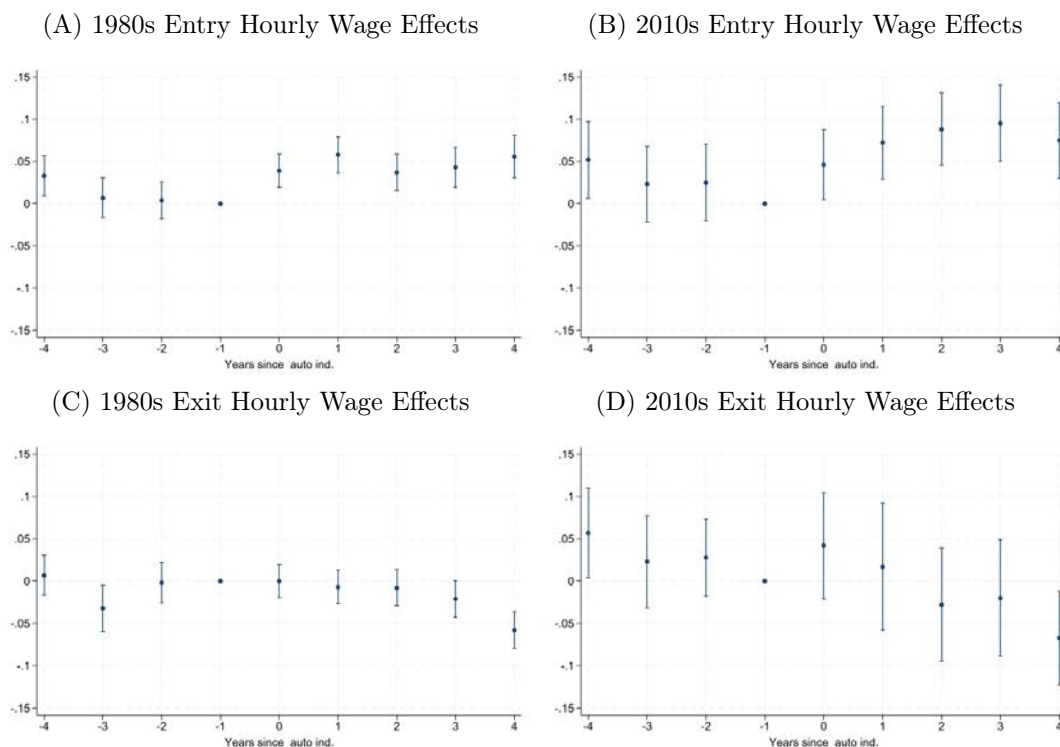 (A) 1980s Entry Hourly Wage Effects
.15
.1
.05
0
-.05
-.1
-.15
-4 -3 -2 -1 0 1 2 3 4
Years since auto ind.
(B) 2010s Entry Hourly Wage Effects
.15
.1
.05
0
-.05
-.1
-.15
-4 -3 -2 -1 0 1 2 3 4
Years since auto ind.
(C) 1980s Exit Hourly Wage Effects
.15
.1
.05
0
-.05
-.1
-.15
-4 -3 -2 -1 0 1 2 3 4
Years since auto ind.
(D) 2010s Exit Hourly Wage Effects
.15
.1
.05
0
-.05
-.1
-.15
-4 -3 -2 -1 0 1 2 3 4
Years since auto ind.